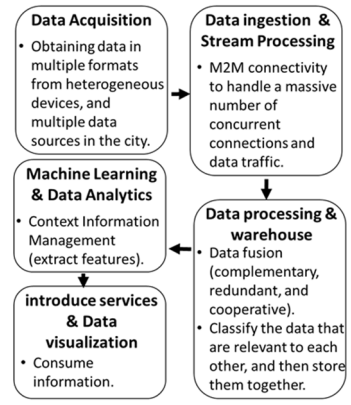 Data Acquisition
• Obtaining data in
multiple formats
from heterogeneous
devices, and
multiple data
sources in the city.
Data ingestion &
Stream Processing
• M2M connectivity
to handle a massive
number of
concurrent
connections and
data traffic.
Data processing &
warehouse
• Data fusion
(complementary,
redundant, and
cooperative).
• Classify the data that
are relevant to each
other, and then store
them together.
Machine Learning
& Data Analytics
• Context Information
Management
(extract features).
introduce services
& Data
visualization
• Consume
information.